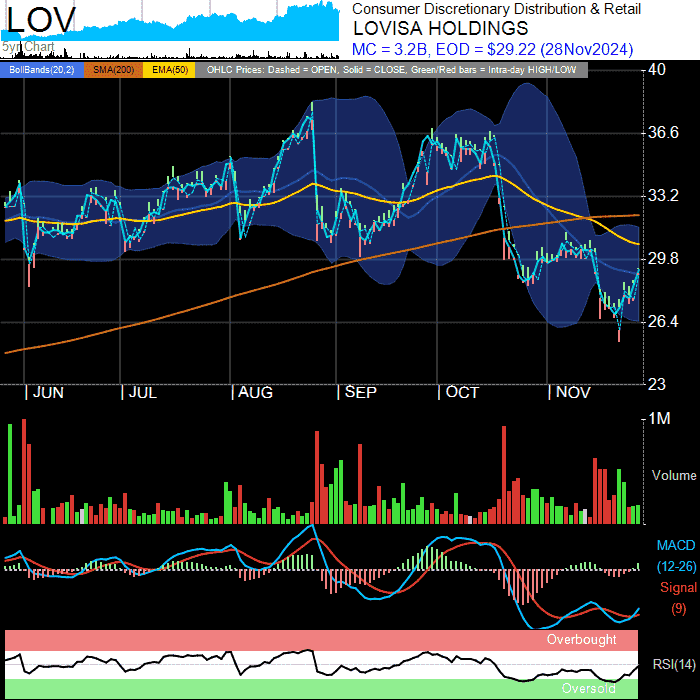 LOV
5yr Chart
Consumer Discretionary Distribution & Retail
LOVISA HOLDINGS
MC = 3.2B, EOD = $29.22 (28Nov2024)
BollBands(20,2) SMA(200) EMA(50) OHLC Prices: Dashed = OPEN, Solid = CLOSE, Green/Red bars = Intra-day HIGH/LOW
40
36.6
33.2
29.8
26.4
23
| JUN | JUL | AUG | SEP | OCT | NOV
1M
Volume
MACD
(12-26)
Signal
(9)
Overbought
RSI(14)
Oversold